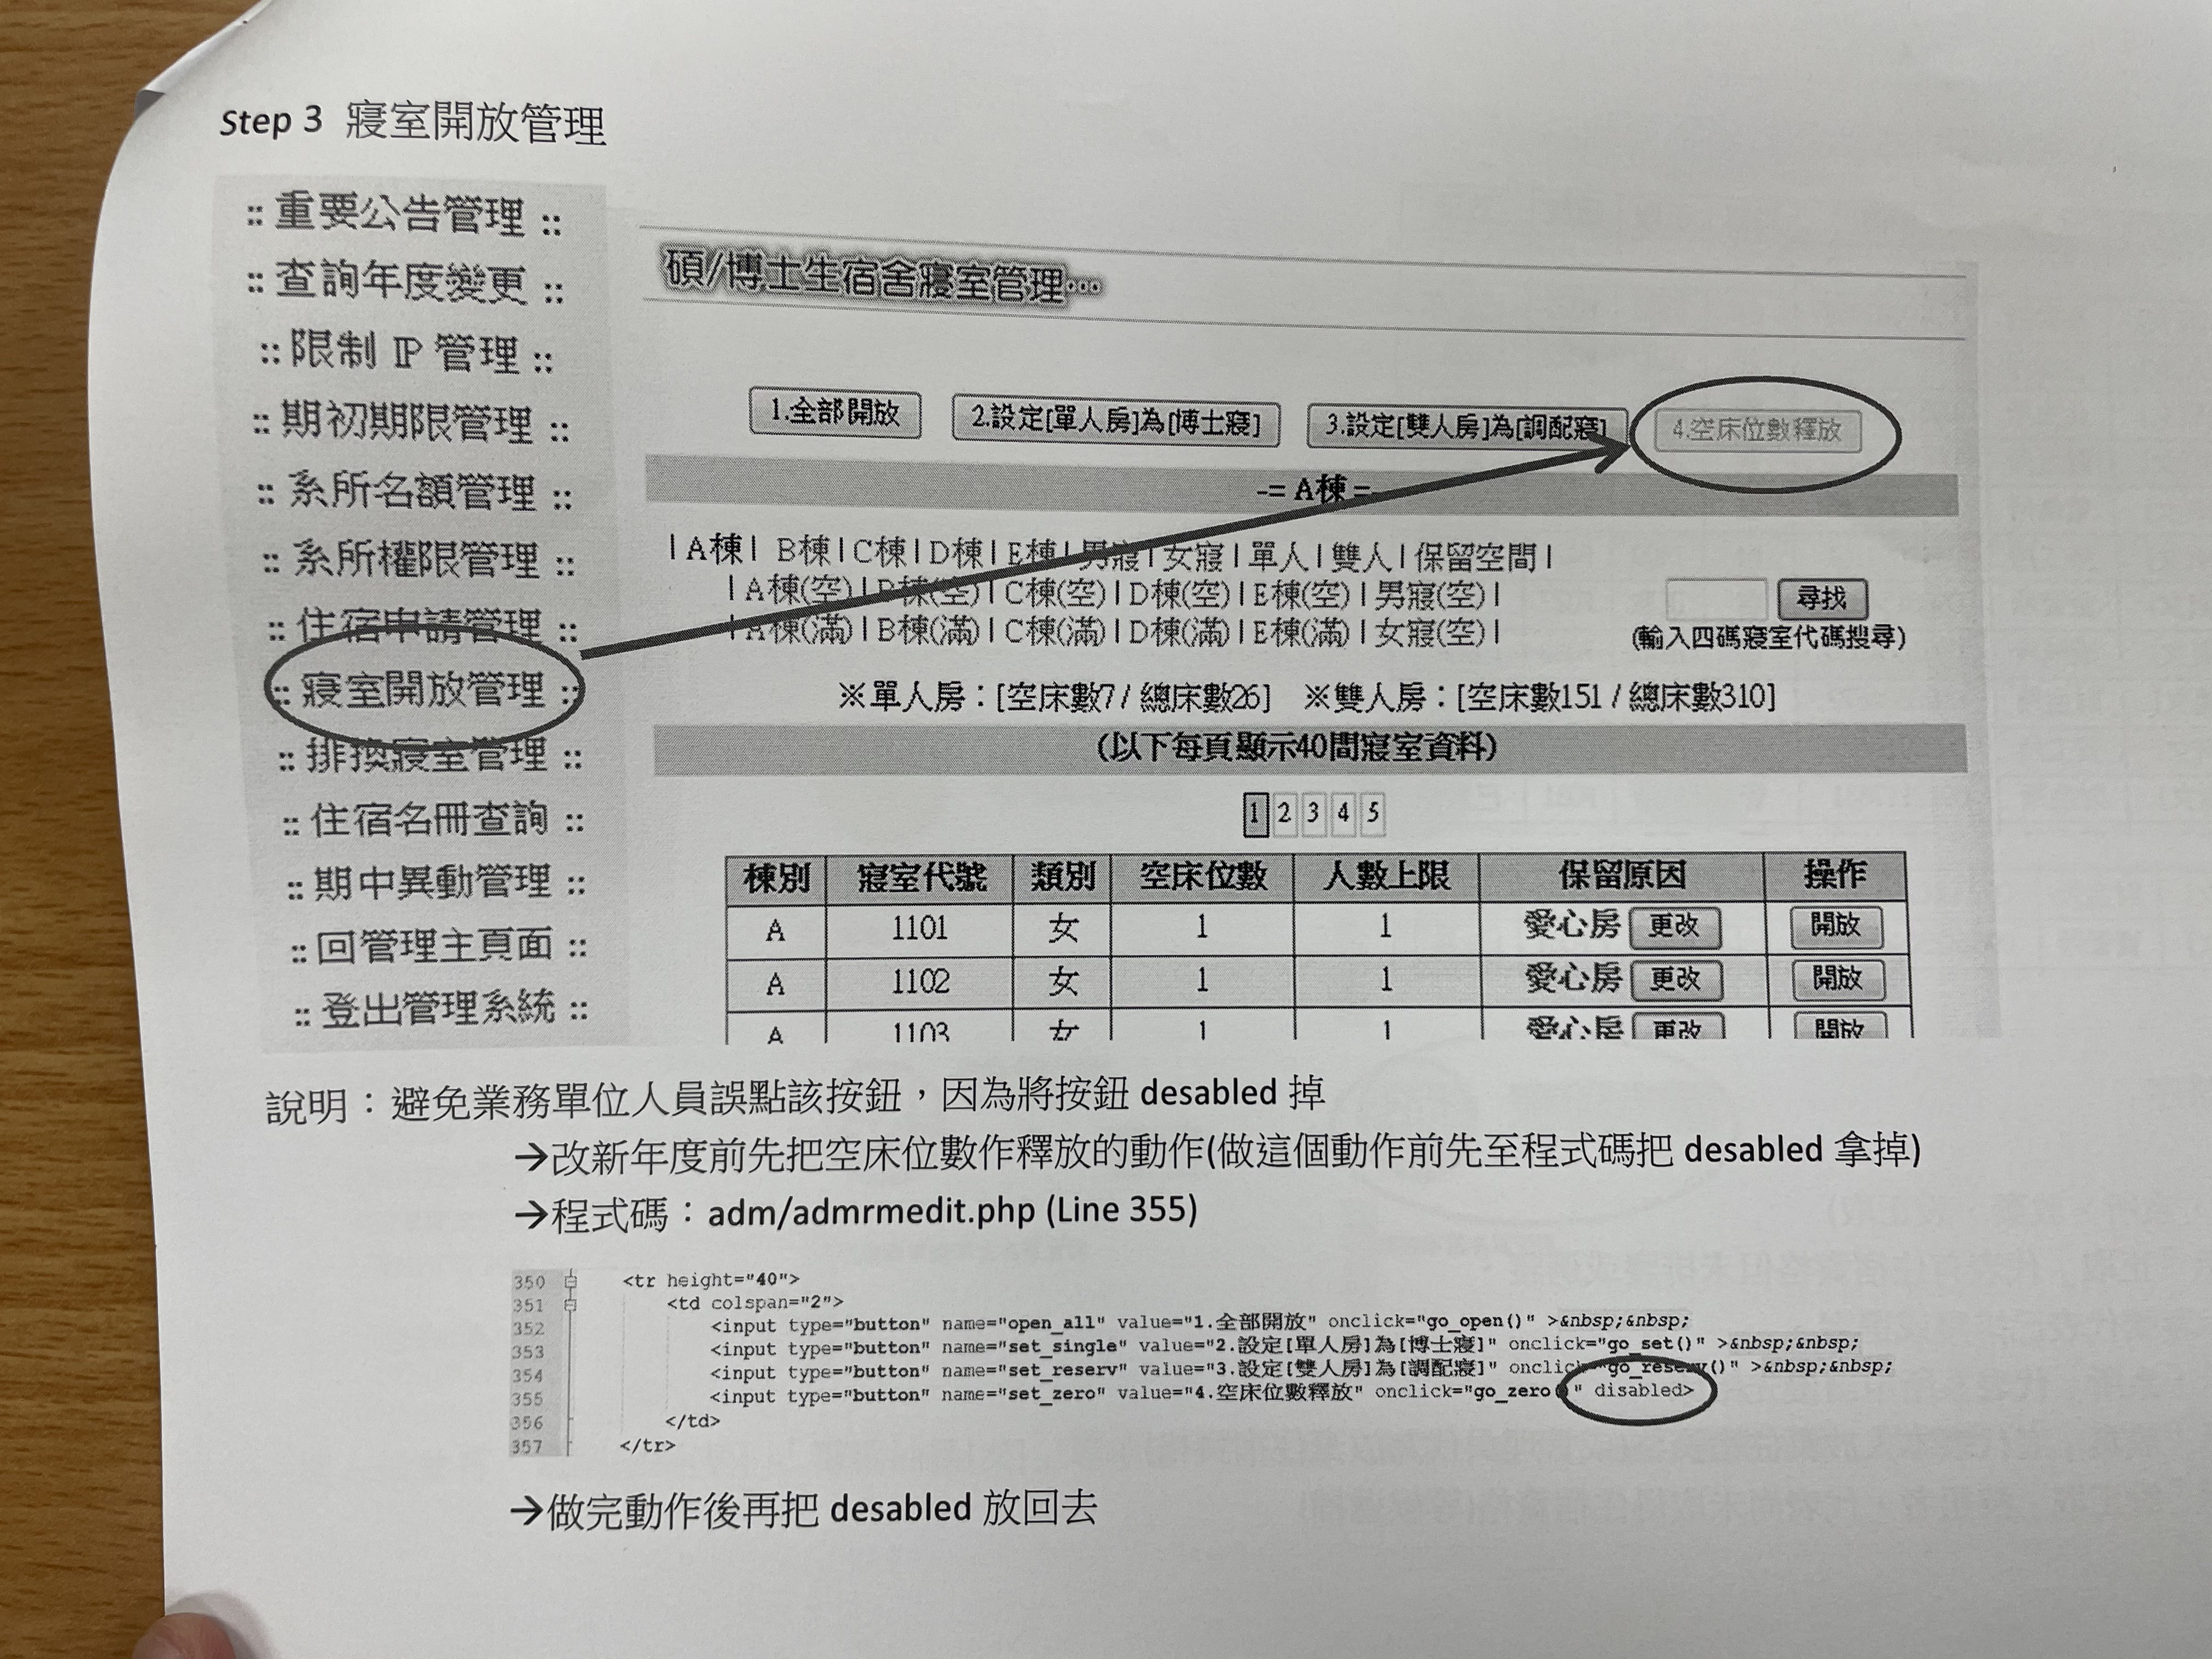 Step 3 寢室開放管理
:: 重要公告管理 ::
:: 查詢年度變更 ::
:: 限制 IP 管理 ::
:: 期初期限管理 ::
:: 系所名額管理 ::
:: 系所權限管理 ::
:: 住宿申請管理 ::
:: 寢室開放管理 ::
:: 排換寢室管理 ::
:: 住宿名冊查詢 ::
:: 期中異動管理 ::
:: 回管理主頁面 ::
:: 登出管理系統 ::
碩/博士生宿舍寢室管理…
1.全部開放 2.設定[單人房]為[博士寢] 3.設定[雙人房]為[調配寢] 4.空床位數釋放
-= A棟 =-
| A棟 | B棟 | C棟 | D棟 | E棟 | 男寢 | 女寢 | 單人 | 雙人 | 保留空間 |
| A棟(空) | B棟(空) | C棟(空) | D棟(空) | E棟(空) | 男寢(空) |
| A棟(滿) | B棟(滿) | C棟(滿) | D棟(滿) | E棟(滿) | 女寢(空) |
尋找
(輸入四碼寢室代碼搜尋)
※單人房：[空床數7 / 總床數26] ※雙人房：[空床數151 / 總床數310]
(以下每頁顯示40間寢室資料)
1 2 3 4 5
棟別 寢室代號 類別 空床位數 人數上限 保留原因 操作
A 1101 女 1 1 愛心房 更改 開放
A 1102 女 1 1 愛心房 更改 開放
A 1103 女 1 1 愛心房 更改 開放
說明：避免業務單位人員誤點該按鈕，因為將按鈕 desabled 掉
→改新年度前先把空床位數作釋放的動作(做這個動作前先至程式碼把 desabled 拿掉)
→程式碼：adm/admrmedit.php (Line 355)
350 <tr height="40">
351 <td colspan="2">
352 <input type="button" name="open_all" value="1.全部開放" onclick="go_open()" >&nbsp;&nbsp;
353 <input type="button" name="set_single" value="2.設定[單人房]為[博士寢]" onclick="go_set()" >&nbsp;&nbsp;
354 <input type="button" name="set_reserv" value="3.設定[雙人房]為[調配寢]" onclick="go_reserv()" >&nbsp;&nbsp;
355 <input type="button" name="set_zero" value="4.空床位數釋放" onclick="go_zero()" disabled>
356 </td>
357 </tr>
→做完動作後再把 desabled 放回去